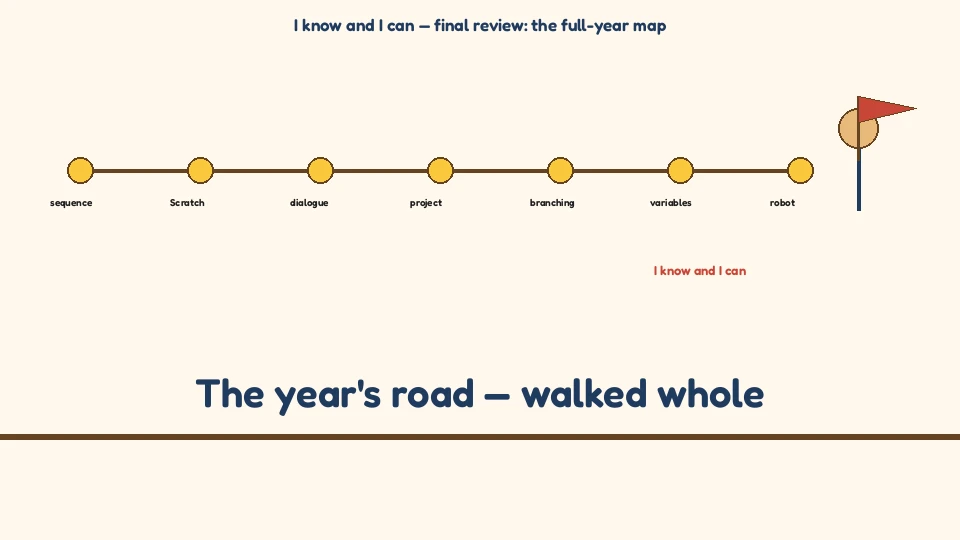 I know and I can — final review: the full-year map
sequence
Scratch
dialogue
project
branching
variables
robot
I know and I can
The year's road — walked whole